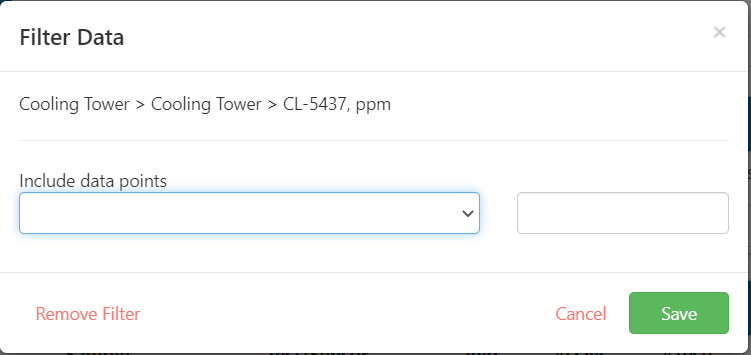 Filter Data
×
Cooling Tower > Cooling Tower > CL-5437, ppm
Include data points
Remove Filter
Cancel
Save